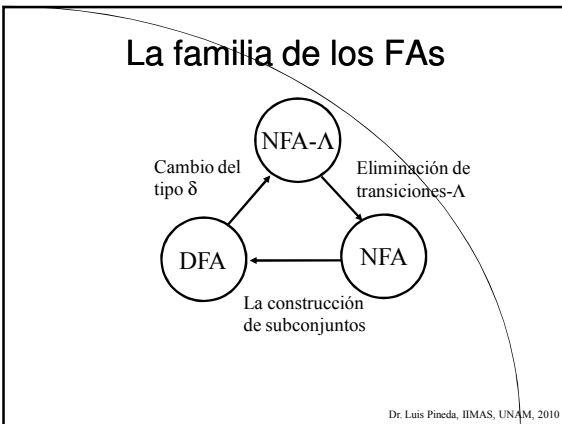 La familia de los FAs
NFA-Λ
Cambio del
tipo δ
Eliminación de
transiciones-Λ
DFA
NFA
La construcción
de subconjuntos
Dr. Luis Pineda, IIMAS, UNAM, 2010